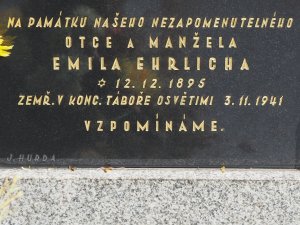 NA PAMÁTKU NAŠEHO NEZAPOMENUTELNÉHO
OTCE A MANŽELA
EMILA EHRLICHA
✡ 12.12.1895
ZEMŘ. V KONC. TÁBOŘE OSVĚTIMI 3.11.1941
VZPOMÍNÁME.
J. HURDA